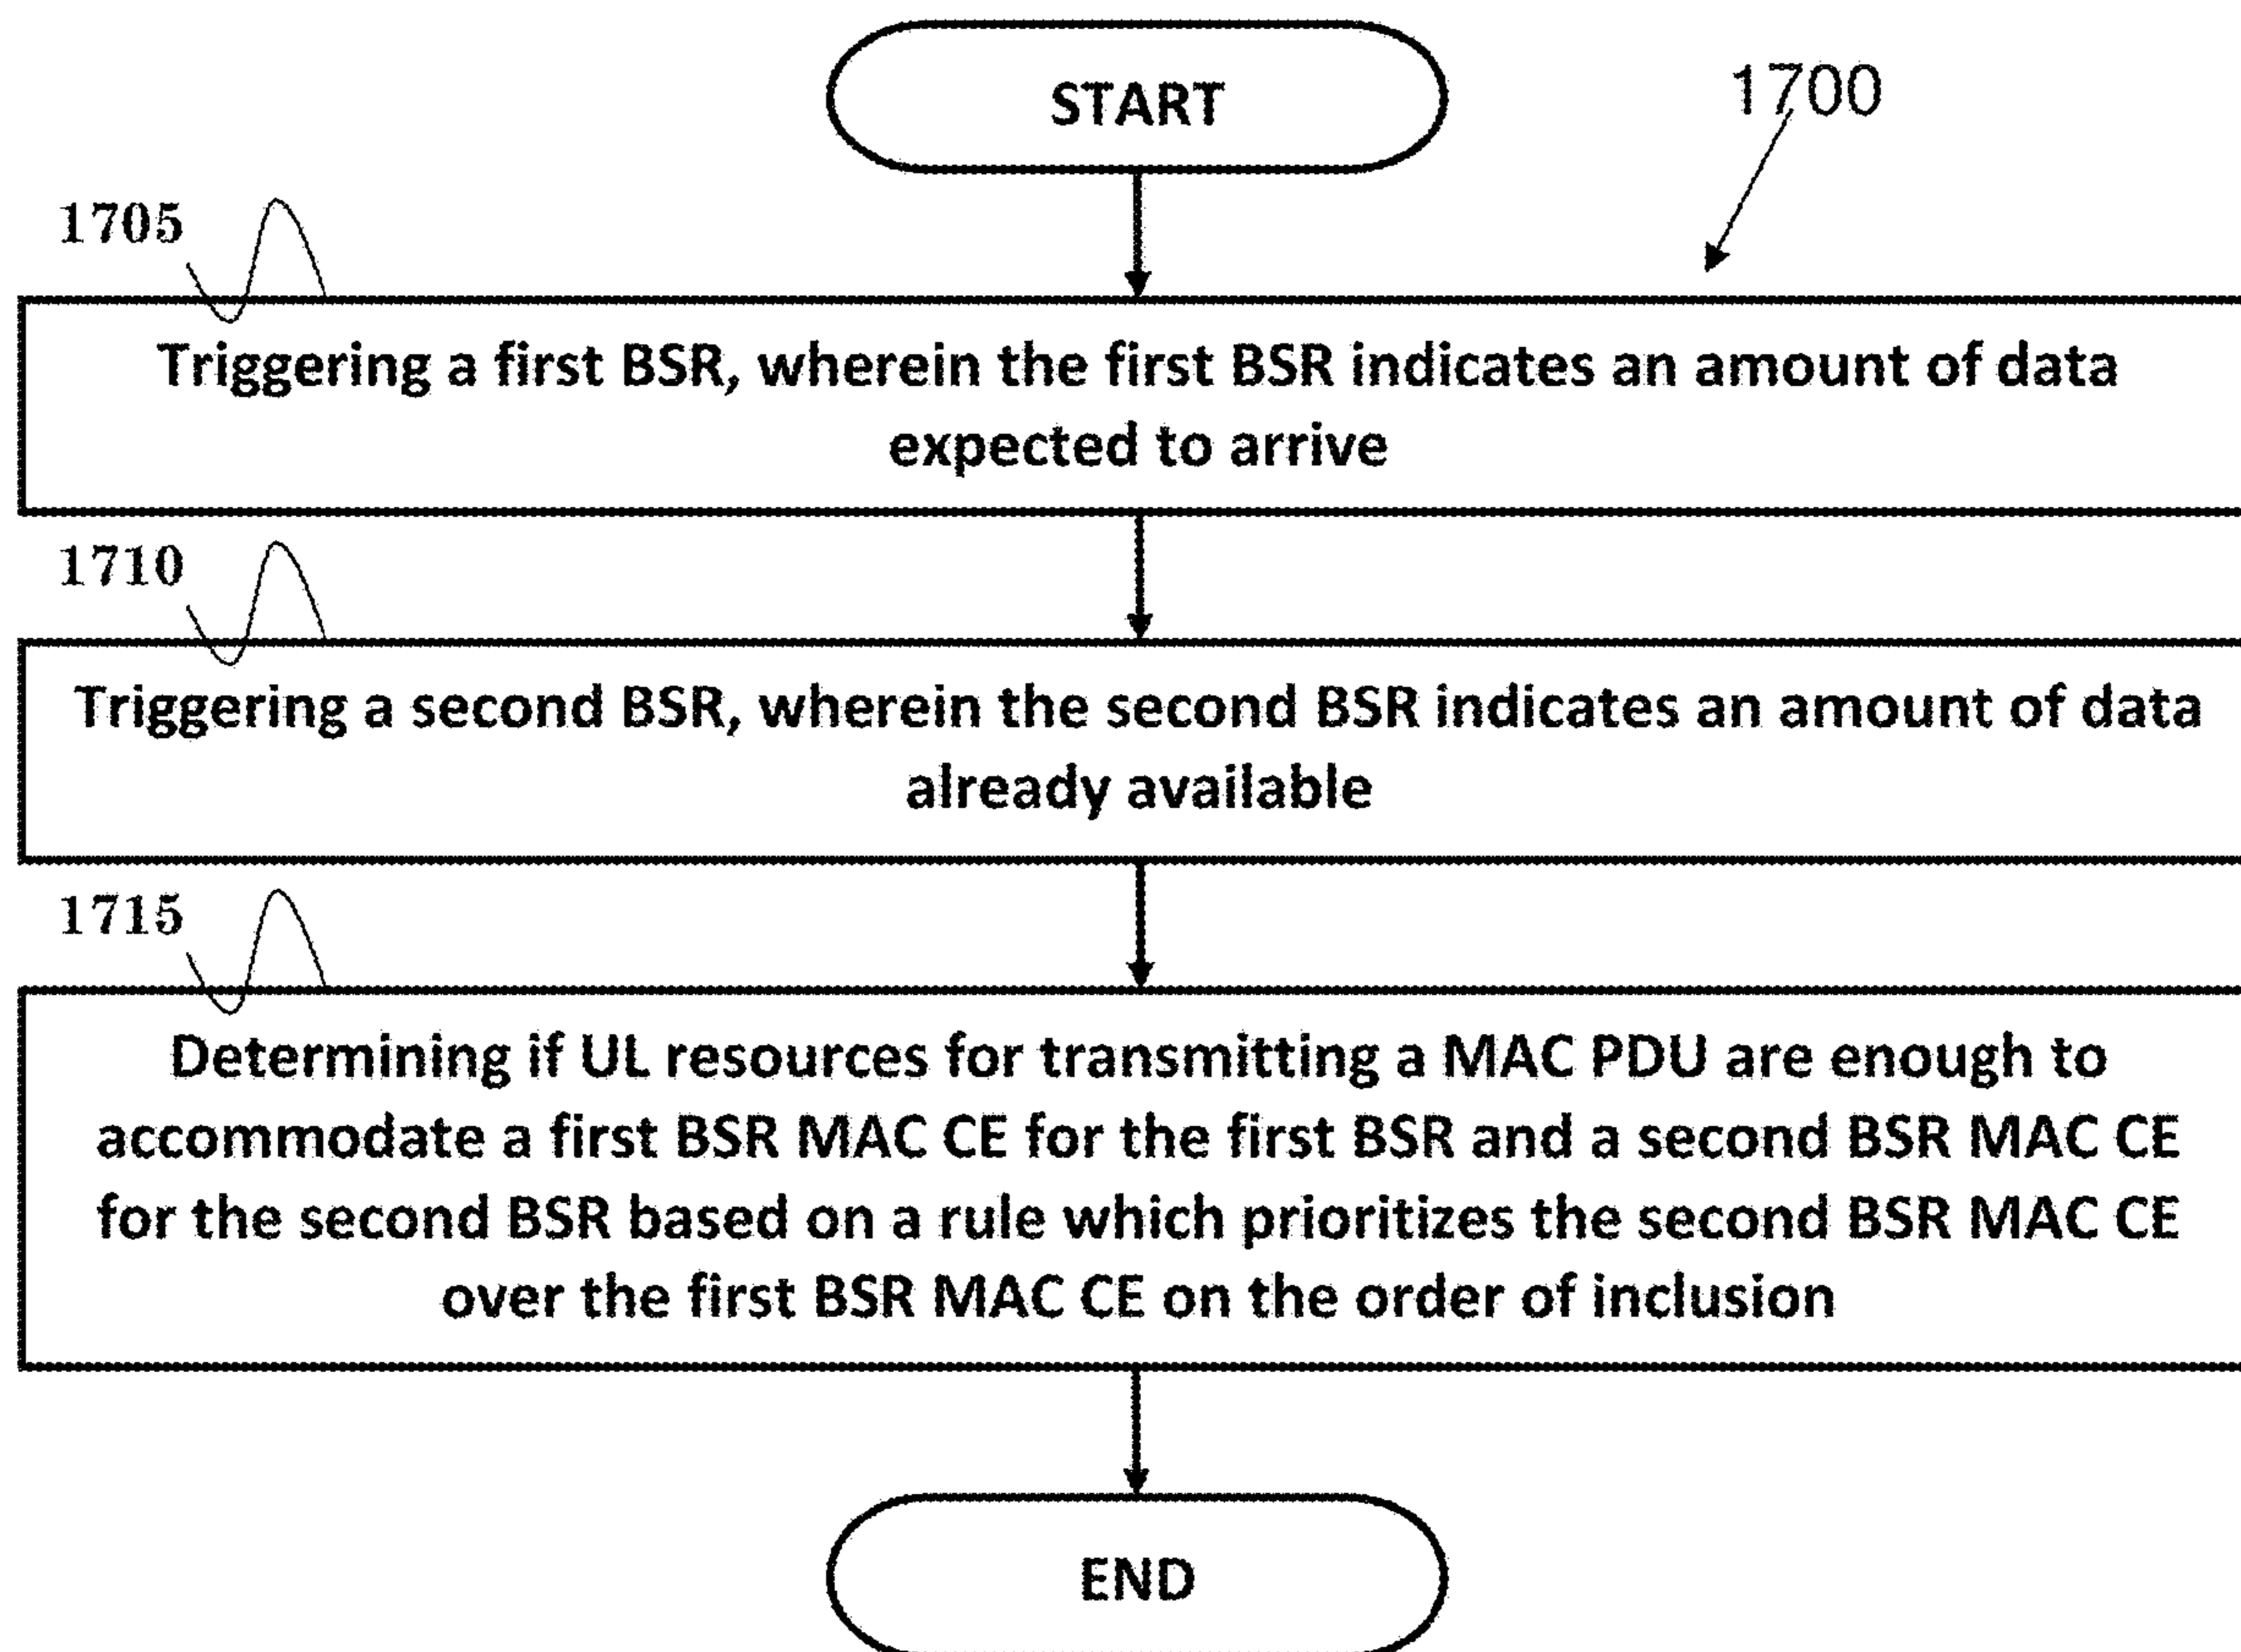 START
1700
1705
Triggering a first BSR, wherein the first BSR indicates an amount of data
expected to arrive
1710
Triggering a second BSR, wherein the second BSR indicates an amount of data
already available
1715
Determining if UL resources for transmitting a MAC PDU are enough to
accommodate a first BSR MAC CE for the first BSR and a second BSR MAC CE
for the second BSR based on a rule which prioritizes the second BSR MAC CE
over the first BSR MAC CE on the order of inclusion
END